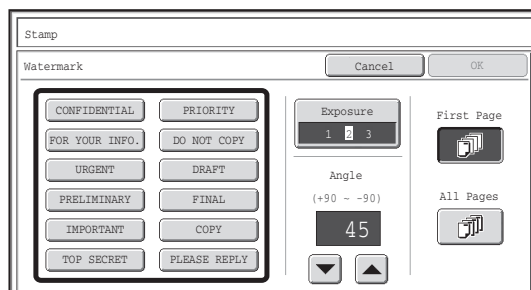 Stamp
Watermark Cancel OK
CONFIDENTIAL PRIORITY
FOR YOUR INFO. DO NOT COPY
URGENT DRAFT
PRELIMINARY FINAL
IMPORTANT COPY
TOP SECRET PLEASE REPLY
Exposure
1 2 3
Angle
(+90 ~ -90)
45
First Page
All Pages